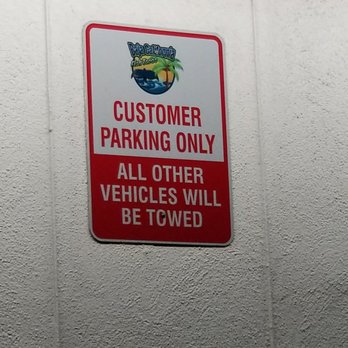 CUSTOMER
PARKING ONLY
ALL OTHER
VEHICLES WILL
BE TOWED